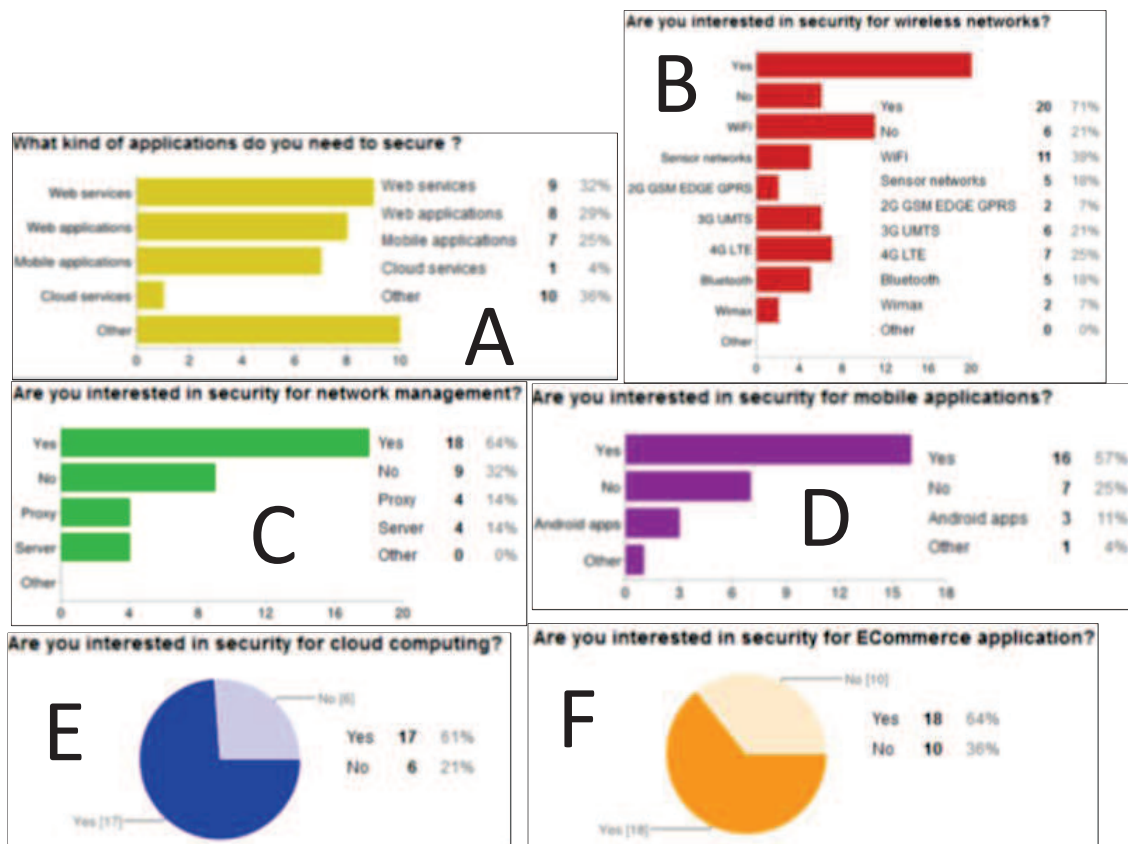 Are you interested in security for wireless networks?
B
Yes
No
WiFi
Sensor networks
2G GSM EDGE GPRS
3G UMTS
4G LTE
Bluetooth
Wimax
Other
Yes 20 71%
No 6 21%
WiFi 11 39%
Sensor networks 5 18%
2G GSM EDGE GPRS 2 7%
3G UMTS 6 21%
4G LTE 7 25%
Bluetooth 5 18%
Wimax 2 7%
Other 0 0%
0 4 8 12 16 20
What kind of applications do you need to secure ?
Web services
Web applications
Mobile applications
Cloud services
Other
Web services 9 32%
Web applications 8 29%
Mobile applications 7 25%
Cloud services 1 4%
Other 10 36%
0 2 4 6 8 10
A
Are you interested in security for network management?
Yes
No
Proxy
Server
Other
Yes 18 64%
No 9 32%
Proxy 4 14%
Server 4 14%
Other 0 0%
0 4 8 12 16 20
C
Are you interested in security for mobile applications?
Yes
No
Android apps
Other
Yes 16 57%
No 7 25%
Android apps 3 11%
Other 1 4%
0 3 6 9 12 15 18
D
Are you interested in security for cloud computing?
E
No [6]
Yes 17 61%
No 6 21%
Yes [17]
Are you interested in security for ECommerce application?
F
No [10]
Yes 18 64%
No 10 36%
Yes [18]